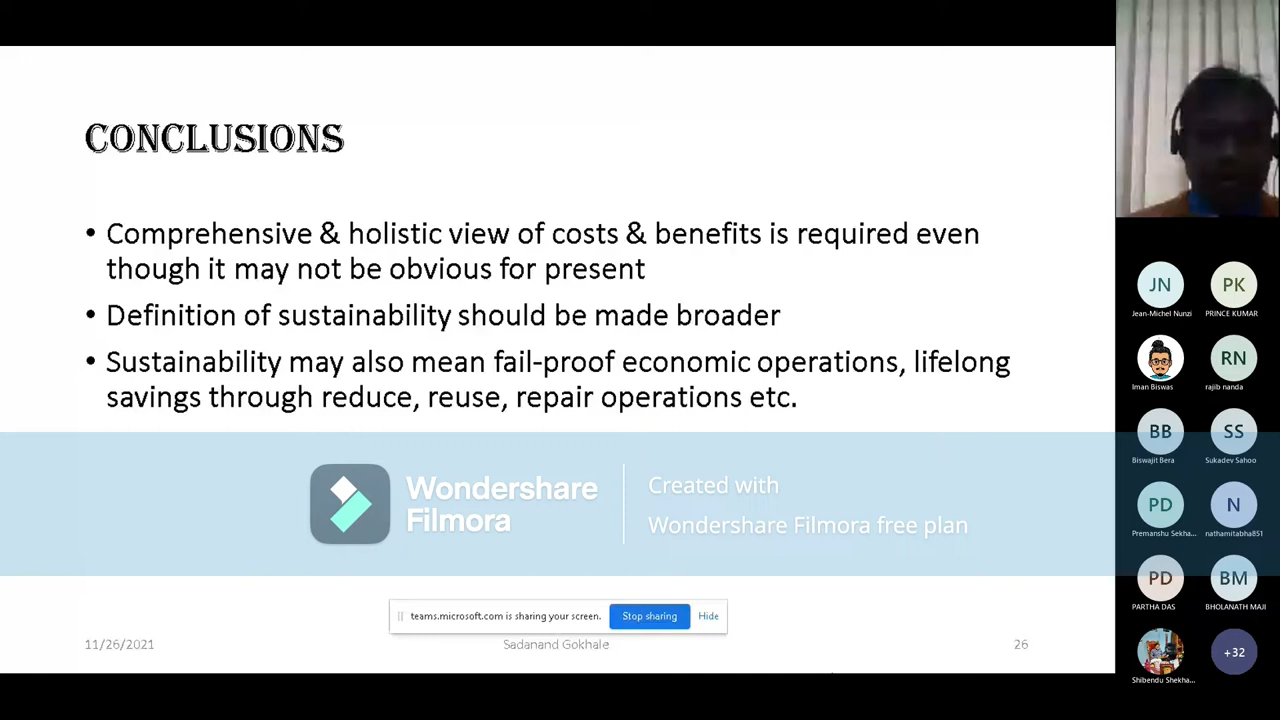 CONCLUSIONS
• Comprehensive & holistic view of costs & benefits is required even
though it may not be obvious for present
• Definition of sustainability should be made broader
• Sustainability may also mean fail-proof economic operations, lifelong
savings through reduce, reuse, repair operations etc.
Wondershare
Filmora
Created with
Wondershare Filmora free plan
teams.microsoft.com is sharing your screen.
Stop sharing
Hide
11/26/2021
Sadanand Gokhale
26
JN
Jean-Michel Nunzi
PK
PRINCE KUMAR
Iman Biswas
RN
rajib nanda
BB
Biswajit Bera
SS
Sukadev Sahoo
PD
Premanshu Sekha...
N
nathamitabha851
PD
PARTHA DAS
BM
BHOLANATH MAJI
Shibendu Shekha...
+32